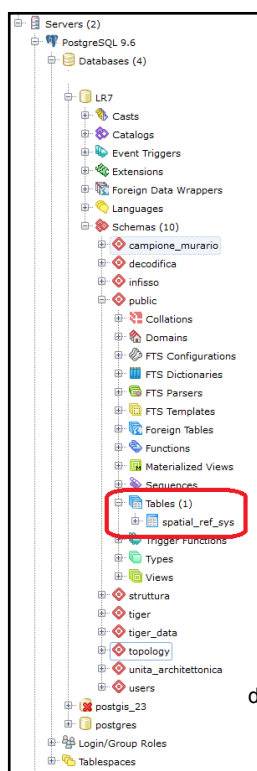 Servers (2)
PostgreSQL 9.6
Databases (4)
LR7
Casts
Catalogs
Event Triggers
Extensions
Foreign Data Wrappers
Languages
Schemas (10)
campione_murario
decodifica
infisso
public
Collations
Domains
FTS Configurations
FTS Dictionaries
FTS Parsers
FTS Templates
Foreign Tables
Functions
Materialized Views
Sequences
Tables (1)
spatial_ref_sys
Trigger Functions
Types
Views
struttura
tiger
tiger_data
topology
unita_architettonica
users
d
postgis_23
postgres
Login/Group Roles
Tablespaces